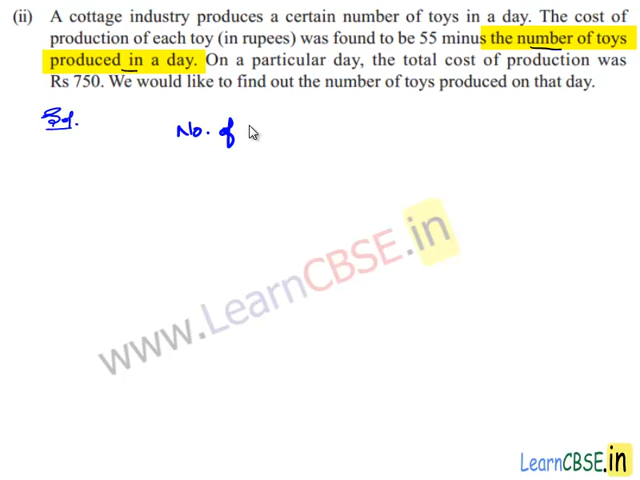 (ii) A cottage industry produces a certain number of toys in a day. The cost of
production of each toy (in rupees) was found to be 55 minus the number of toys
produced in a day. On a particular day, the total cost of production was
Rs 750. We would like to find out the number of toys produced on that day.
Sol.
No. of
www.LearnCBSE.in
LearnCBSE.in